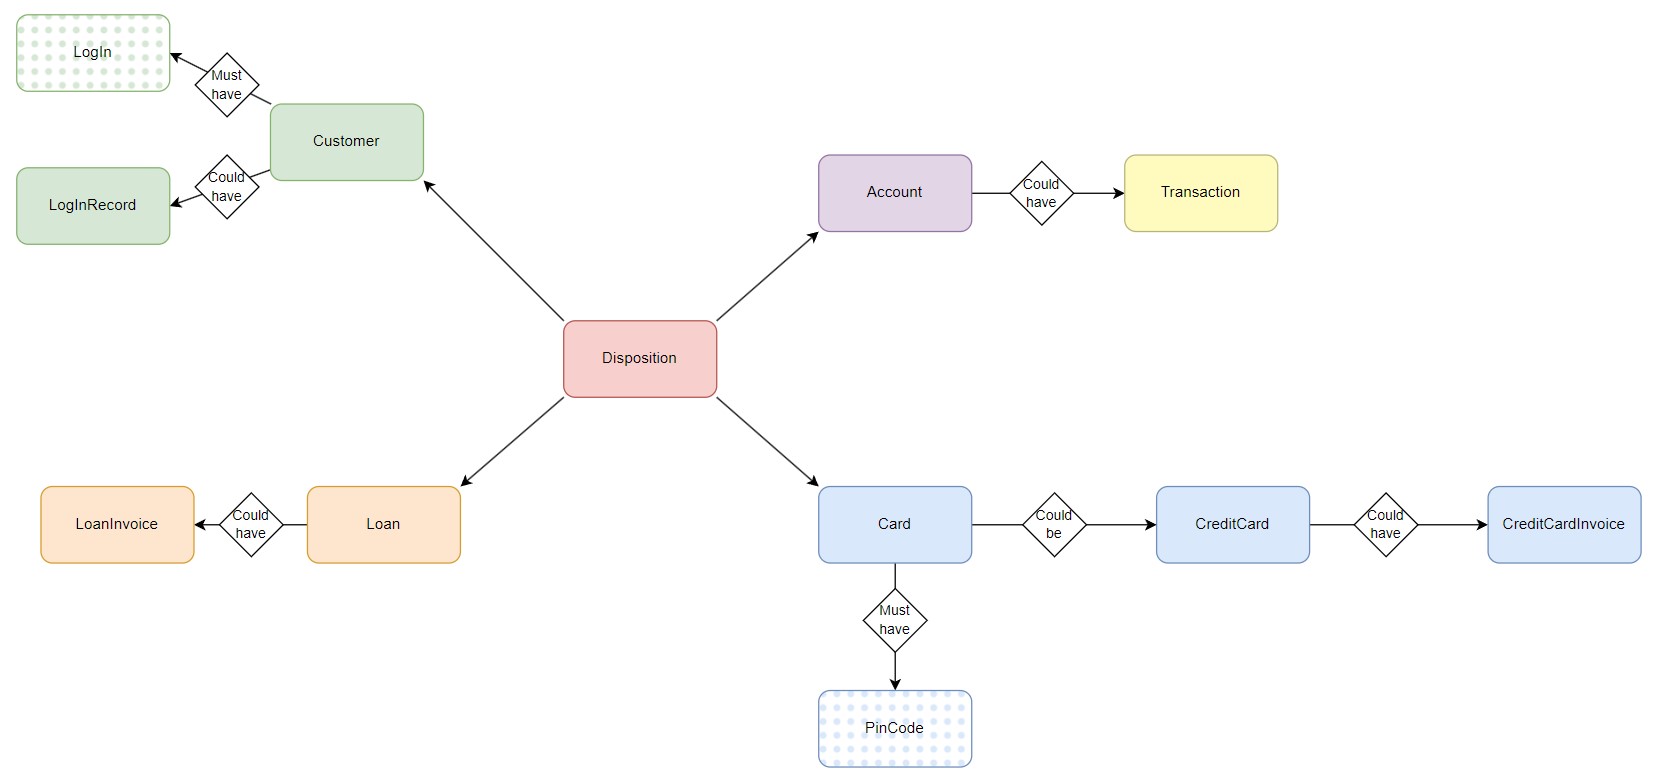 LogIn
Must
have
Customer
Could
have
LogInRecord
Account
Could
have
Transaction
Disposition
LoanInvoice
Could
have
Loan
Card
Could
be
CreditCard
Could
have
CreditCardInvoice
Must
have
PinCode